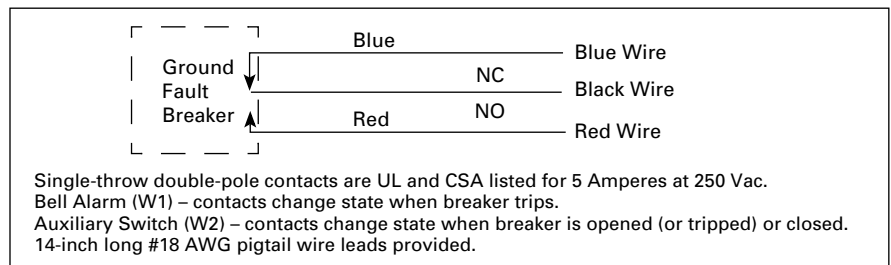 Blue
Blue Wire
Ground
Fault
Breaker
NC
Black Wire
NO
Red
Red Wire
Single-throw double-pole contacts are UL and CSA listed for 5 Amperes at 250 Vac.
Bell Alarm (W1) – contacts change state when breaker trips.
Auxiliary Switch (W2) – contacts change state when breaker is opened (or tripped) or closed.
14-inch long #18 AWG pigtail wire leads provided.